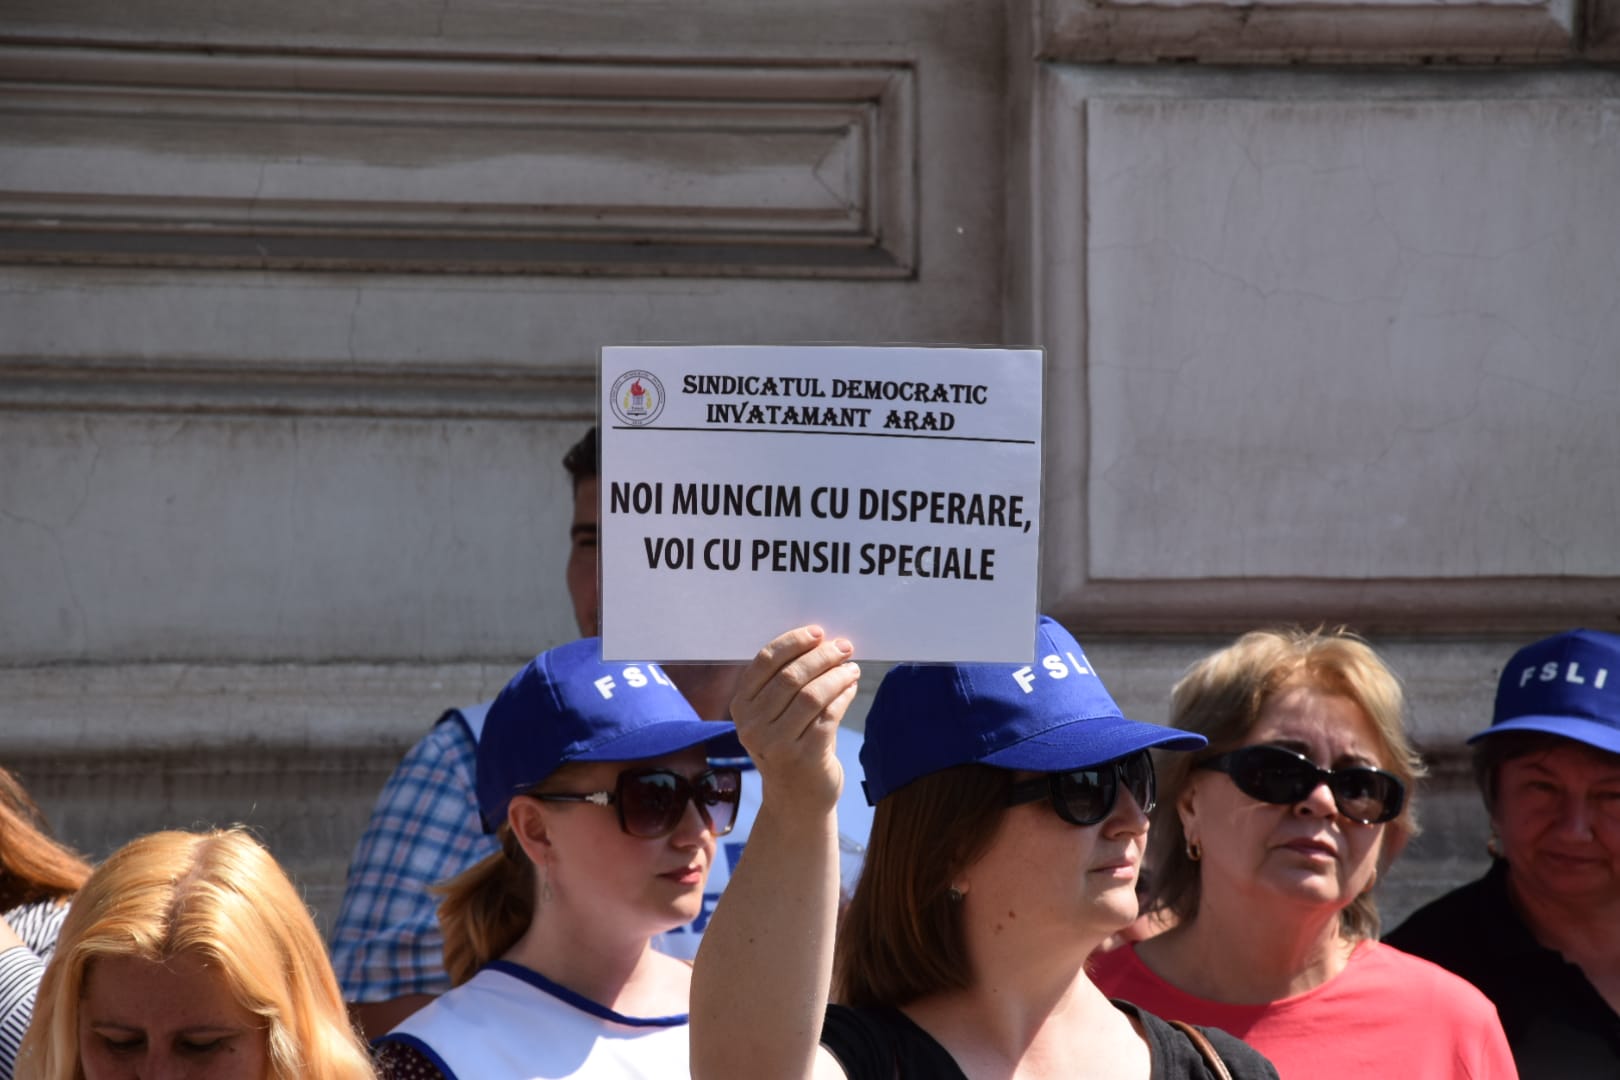 SINDICATUL DEMOCRATIC
INVATAMANT ARAD
NOI MUNCIM CU DISPERARE,
VOI CU PENSII SPECIALE
FSLI
FSLI
FSLI